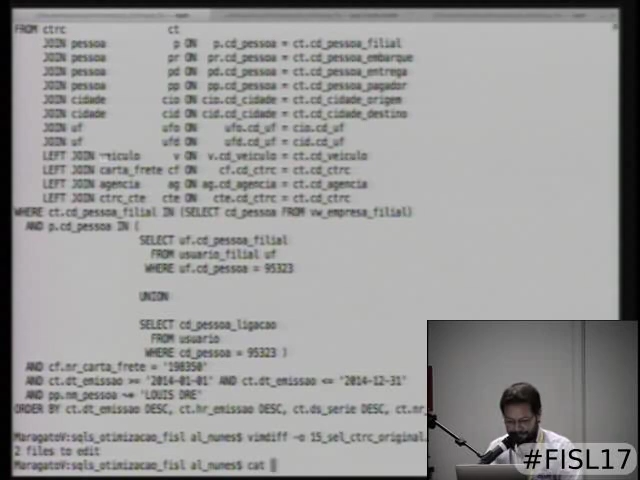 FROM ctrc ct
JOIN pessoa p ON p.cd_pessoa = ct.cd_pessoa_filial
JOIN pessoa pr ON pr.cd_pessoa = ct.cd_pessoa_embarque
JOIN pessoa pd ON pd.cd_pessoa = ct.cd_pessoa_entrega
JOIN pessoa pp ON pp.cd_pessoa = ct.cd_pessoa_pagador
JOIN cidade cio ON cio.cd_cidade = ct.cd_cidade_origem
JOIN cidade cid ON cid.cd_cidade = ct.cd_cidade_destino
JOIN uf ufo ON ufo.cd_uf = cio.cd_uf
JOIN uf ufd ON ufd.cd_uf = cid.cd_uf
LEFT JOIN veiculo v ON v.cd_veiculo = ct.cd_veiculo
LEFT JOIN carta_frete cf ON cf.cd_ctrc = ct.cd_ctrc
LEFT JOIN agencia ag ON ag.cd_agencia = ct.cd_agencia
LEFT JOIN ctrc_cte cte ON cte.cd_ctrc = ct.cd_ctrc
WHERE ct.cd_pessoa_filial IN (SELECT cd_pessoa FROM vw_empresa_filial)
AND p.cd_pessoa IN (
SELECT uf.cd_pessoa_filial
FROM usuario_filial uf
WHERE uf.cd_pessoa = 95323
UNION
SELECT cd_pessoa_ligacao
FROM usuario
WHERE cd_pessoa = 95323 )
AND cf.nr_carta_frete = '198350'
AND ct.dt_emissao >= '2014-01-01' AND ct.dt_emissao <= '2014-12-31'
AND pp.nm_pessoa ~* 'LOUIS DRE'
ORDER BY ct.dt_emissao DESC, ct.hr_emissao DESC, ct.ds_serie DESC, ct.nr_
MaragatoV:sqls_otimizacao_fisl al_nunes$ vimdiff -o 15_sel_ctrc_original.
2 files to edit
MaragatoV:sqls_otimizacao_fisl al_nunes$ cat
#FISL17